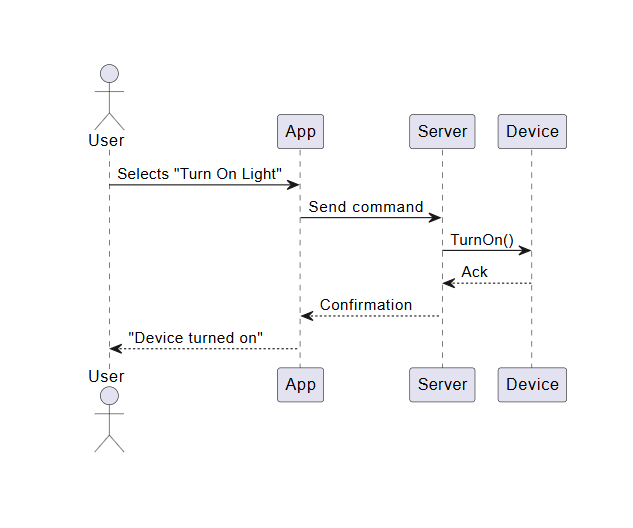 User
App
Server
Device
Selects "Turn On Light"
Send command
TurnOn()
Ack
Confirmation
"Device turned on"
User
App
Server
Device